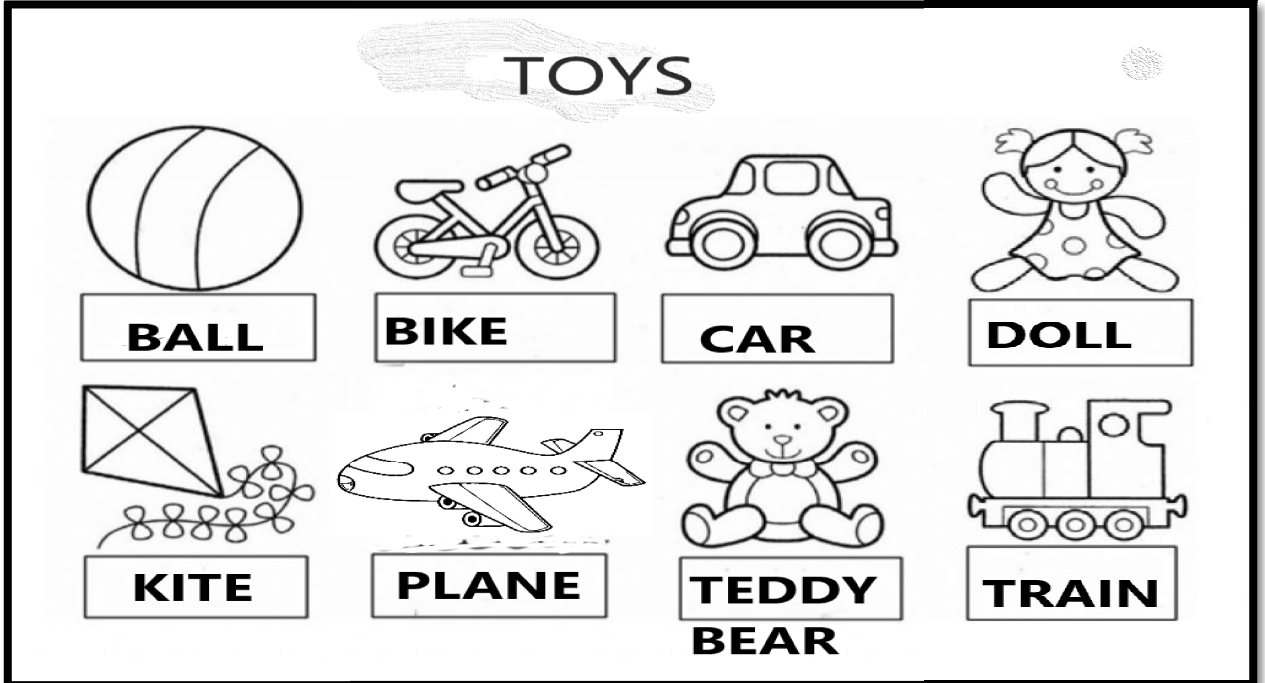 TOYS
BALL
BIKE
CAR
DOLL
KITE
PLANE
TEDDY
BEAR
TRAIN